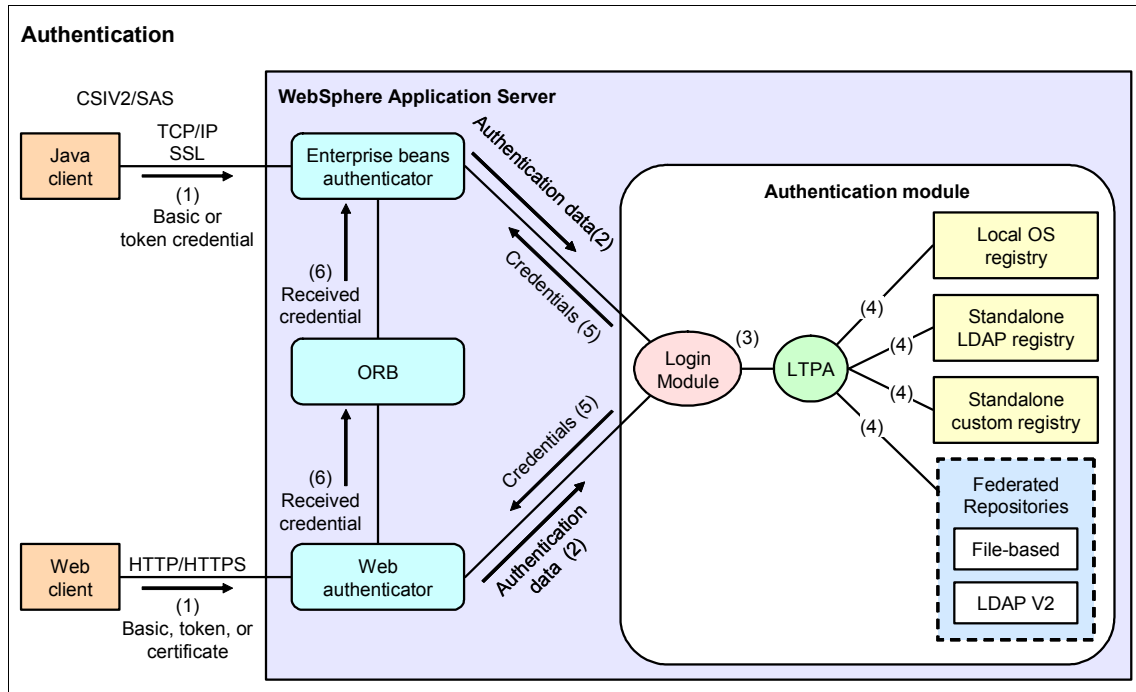 Authentication
CSIV2/SAS
TCP/IP
SSL
Java
client
(1)
Basic or
token credential
WebSphere Application Server
Enterprise beans
authenticator
Authentication data(2)
Credentials (5)
(6)
Received
credential
ORB
(6)
Received
credential
Credentials (5)
Authentication
data (2)
Web
client
HTTP/HTTPS
(1)
Basic, token, or
certificate
Web
authenticator
Authentication module
Login
Module
(3)
LTPA
(4)
(4)
(4)
(4)
Local OS
registry
Standalone
LDAP registry
Standalone
custom registry
Federated
Repositories
File-based
LDAP V2